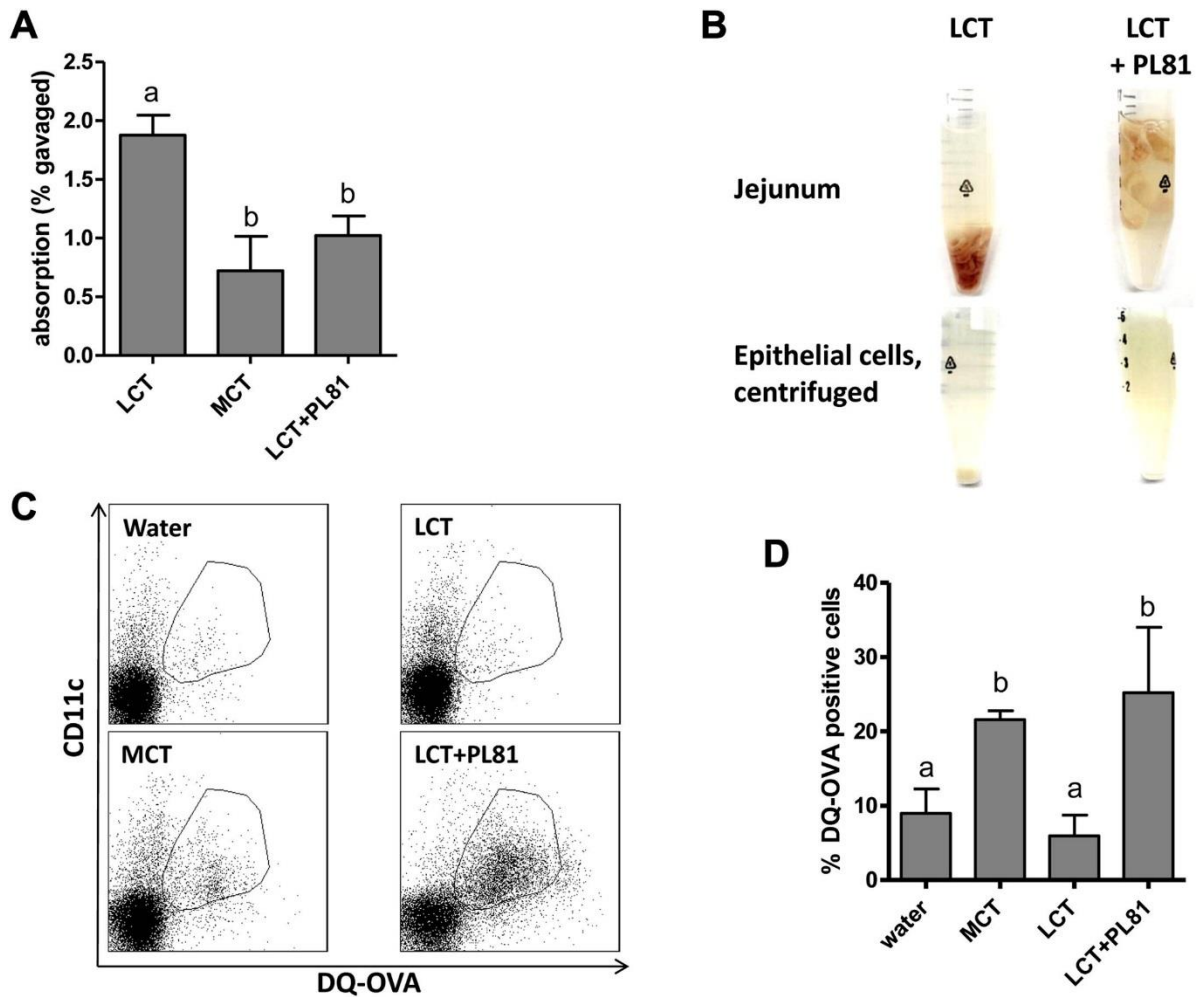 A
absorption (% gavaged)
2.5
2.0
1.5
1.0
0.5
0.0
a
b
b
LCT
MCT
LCT+PL81
B
LCT
LCT
+ PL81
Jejunum
Epithelial cells,
centrifuged
C
Water
LCT
MCT
LCT+PL81
CD11c
DQ-OVA
D
% DQ-OVA positive cells
40
30
20
10
0
a
b
a
b
water
MCT
LCT
LCT+PL81